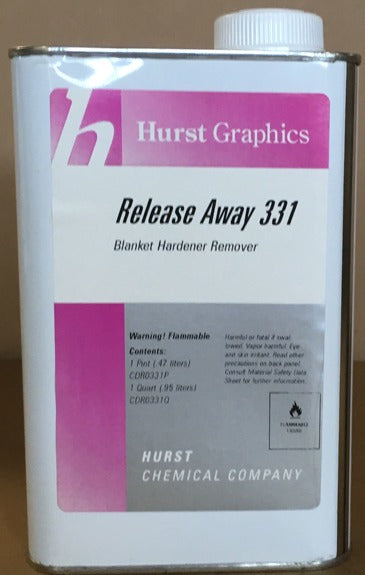 h
Hurst Graphics
Release Away 331
Blanket Hardener Remover
Warning! Flammable
Contents:
1 Pint (.47 liters)
CDR0331P
1 Quart (.95 liters)
CDR0331Q
Harmful or fatal if swal-
lowed. Vapor harmful. Eye
and skin irritant. Read other
precautions on back panel.
Consult Material Safety Data
Sheet for further information.
FLAMMABLE
LIQUID
HURST
CHEMICAL COMPANY